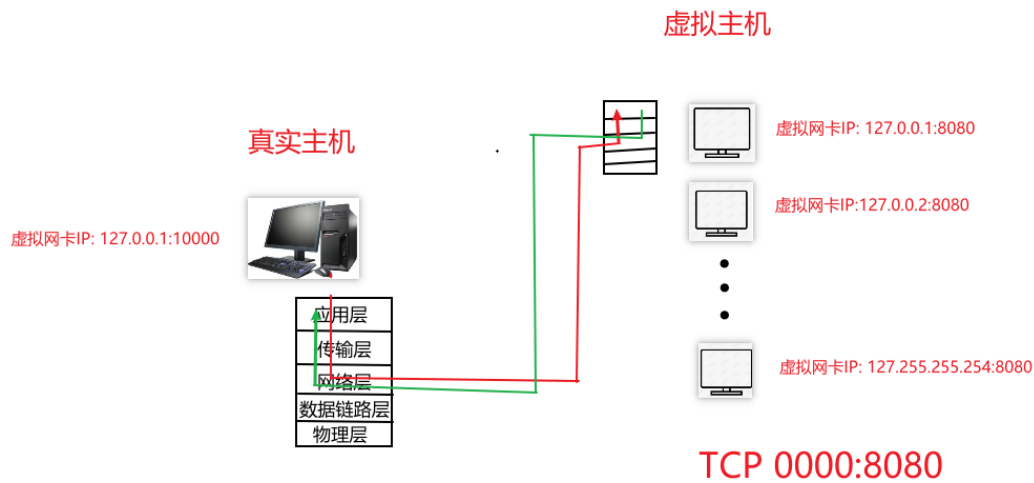 虚拟主机
真实主机
虚拟网卡IP: 127.0.0.1:8080
虚拟网卡IP:127.0.0.2:8080
虚拟网卡IP: 127.0.0.1:10000
应用层
传输层
网络层
数据链路层
物理层
虚拟网卡IP: 127.255.255.254:8080
TCP 0000:8080